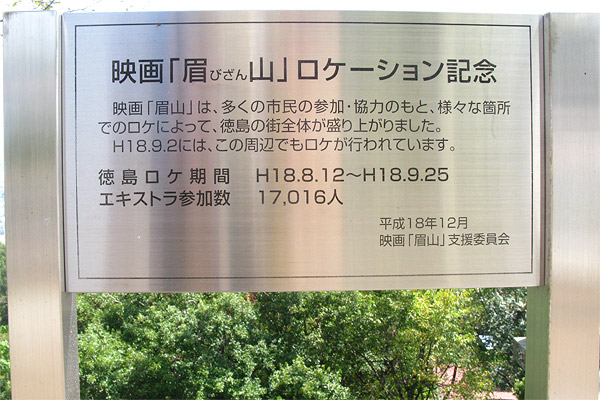 映画「眉びざん山」ロケーション記念
映画「眉山」は、多くの市民の参加・協力のもと、様々な箇所
でのロケによって、徳島の街全体が盛り上がりました。
H18.9.2には、この周辺でもロケが行われています。
徳島ロケ期間 H18.8.12〜H18.9.25
エキストラ参加数 17,016人
平成18年12月
映画「眉山」支援委員会